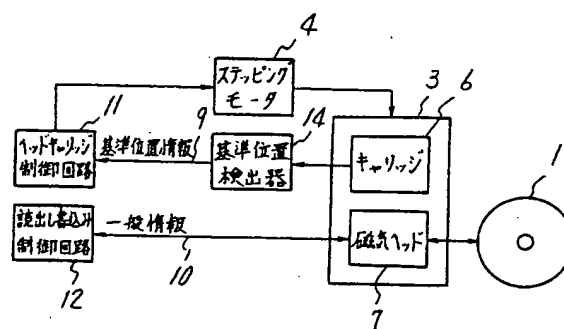 4
ステッピング
モータ
3
6
11
9
14
ヘッドキャリッジ
制御回路
基準位置情報
基準位置
検出器
キャリッジ
1
読出し書込み
制御回路
一般情報
磁気ヘッド
12
10
7